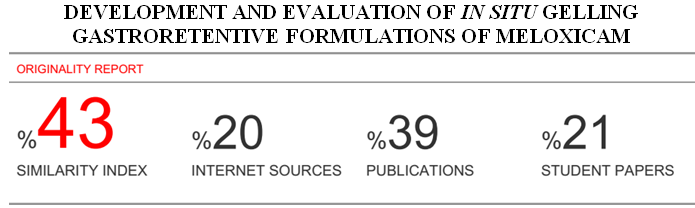 DEVELOPMENT AND EVALUATION OF IN SITU GELLING
GASTRORETENTIVE FORMULATIONS OF MELOXICAM
ORIGINALITY REPORT
%43 %20 %39 %21
SIMILARITY INDEX INTERNET SOURCES PUBLICATIONS STUDENT PAPERS